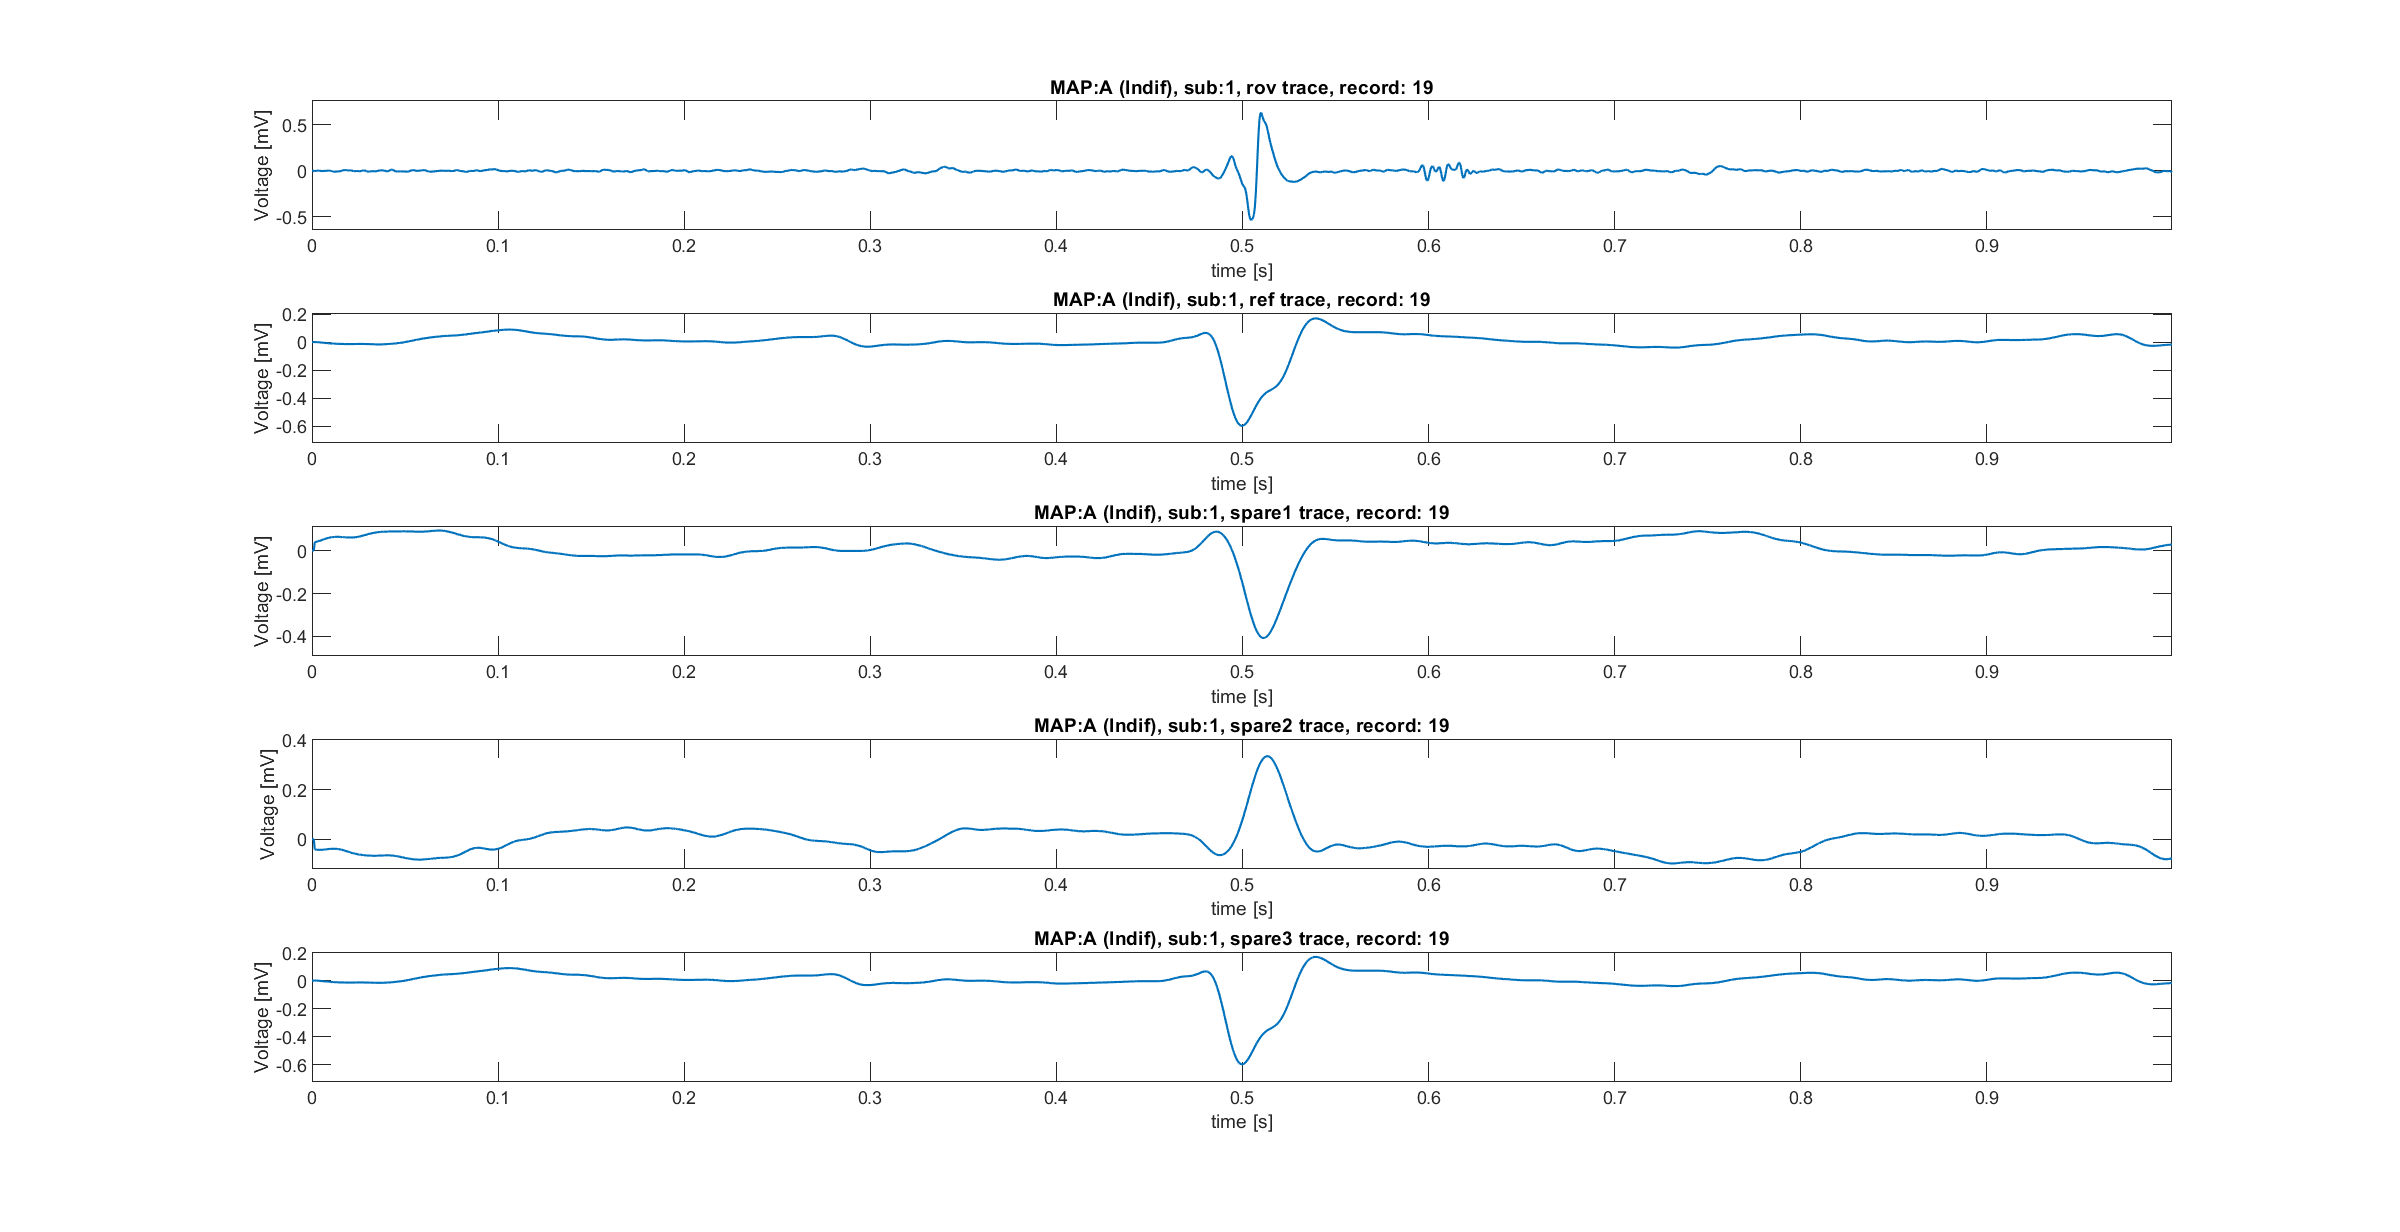 MAP:A (Indif), sub:1, rov trace, record: 19
Voltage [mV]
0.5
0
-0.5
0 0.1 0.2 0.3 0.4 0.5 0.6 0.7 0.8 0.9
time [s]
MAP:A (Indif), sub:1, ref trace, record: 19
Voltage [mV]
0.2
0
-0.2
-0.4
-0.6
0 0.1 0.2 0.3 0.4 0.5 0.6 0.7 0.8 0.9
time [s]
MAP:A (Indif), sub:1, spare1 trace, record: 19
Voltage [mV]
0
-0.2
-0.4
0 0.1 0.2 0.3 0.4 0.5 0.6 0.7 0.8 0.9
time [s]
MAP:A (Indif), sub:1, spare2 trace, record: 19
Voltage [mV]
0.4
0.2
0
0 0.1 0.2 0.3 0.4 0.5 0.6 0.7 0.8 0.9
time [s]
MAP:A (Indif), sub:1, spare3 trace, record: 19
Voltage [mV]
0.2
0
-0.2
-0.4
-0.6
0 0.1 0.2 0.3 0.4 0.5 0.6 0.7 0.8 0.9
time [s]